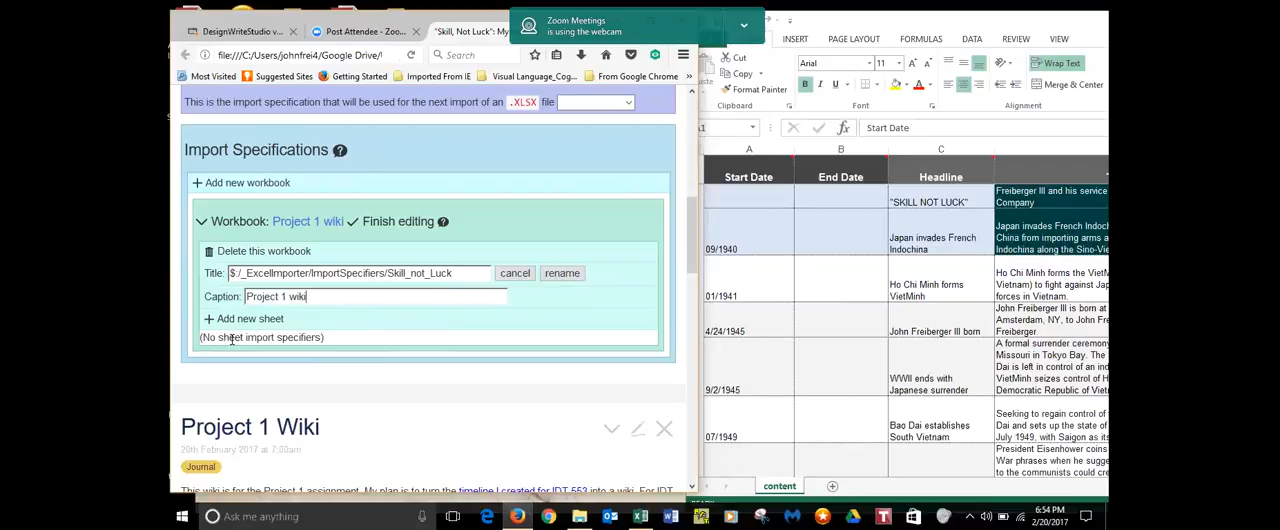 Zoom Meetings
is using the webcam
DesignWriteStudio v
Post Attendee - Zoo...
"Skill, Not Luck": My
file:///C:/Users/johnfrei4/Google Drive/!
Search
Most Visited
Suggested Sites
Getting Started
Imported From IE
Visual Language_Cog...
From Google Chrome
This is the import specification that will be used for the next import of an .XLSX file
Import Specifications
Add new workbook
Workbook: Project 1 wiki Finish editing
Delete this workbook
Title: $:/_ExcelImporter/ImportSpecifiers/Skill_not_Luck cancel rename
Caption: Project 1 wiki
Add new sheet
(No sheet import specifiers)
Project 1 Wiki
20th February 2017 at 7:00am
Journal
This wiki is for the Project 1 assignment. My plan is to turn the timeline I created for IDT 553 into a wiki. For IDT
INSERT PAGE LAYOUT FORMULAS DATA REVIEW VIEW
Cut
Copy
Format Painter
Clipboard
Arial 11
B I U
Font
Wrap Text
Merge & Center
Alignment
A1
Start Date
A B C
Start Date End Date Headline
"SKILL NOT LUCK"
Freiberger III and his service
Company
09/1940
Japan invades French
Indochina
Japan invades French Indoch
China from importing arms a
Indochina along the Sino-Vie
01/1941
Ho Chi Minh forms
VietMinh
Ho Chi Minh forms the VietM
Vietnam) to fight against Jap
forces in Vietnam.
4/24/1945
John Freiberger III born
John Freiberger III is born at
Amsterdam, NY, to John Frei
Freiberger.
9/2/1945
WWII ends with
Japanese surrender
A formal surrender ceremony
Missouri in Tokyo Bay. The
Dai is left in control of an ind
VietMinh seizes control of H
Democratic Republic of Viet
07/1949
Bao Dai establishes
South Vietnam
Seeking to regain control of
Dai and sets up the state of
July 1949, with Saigon as its
President Eisenhower coins
War phrases when he sugge
to the communists could crea
content
Ask me anything
6:54 PM
2/20/2017